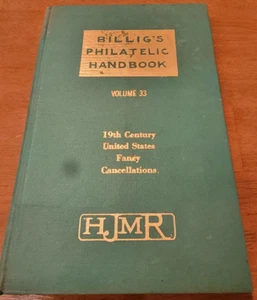 BILLIG'S
PHILATELIC
HANDBOOK
VOLUME 33
19th Century
United States
Fancy
Cancellations.
HJMR